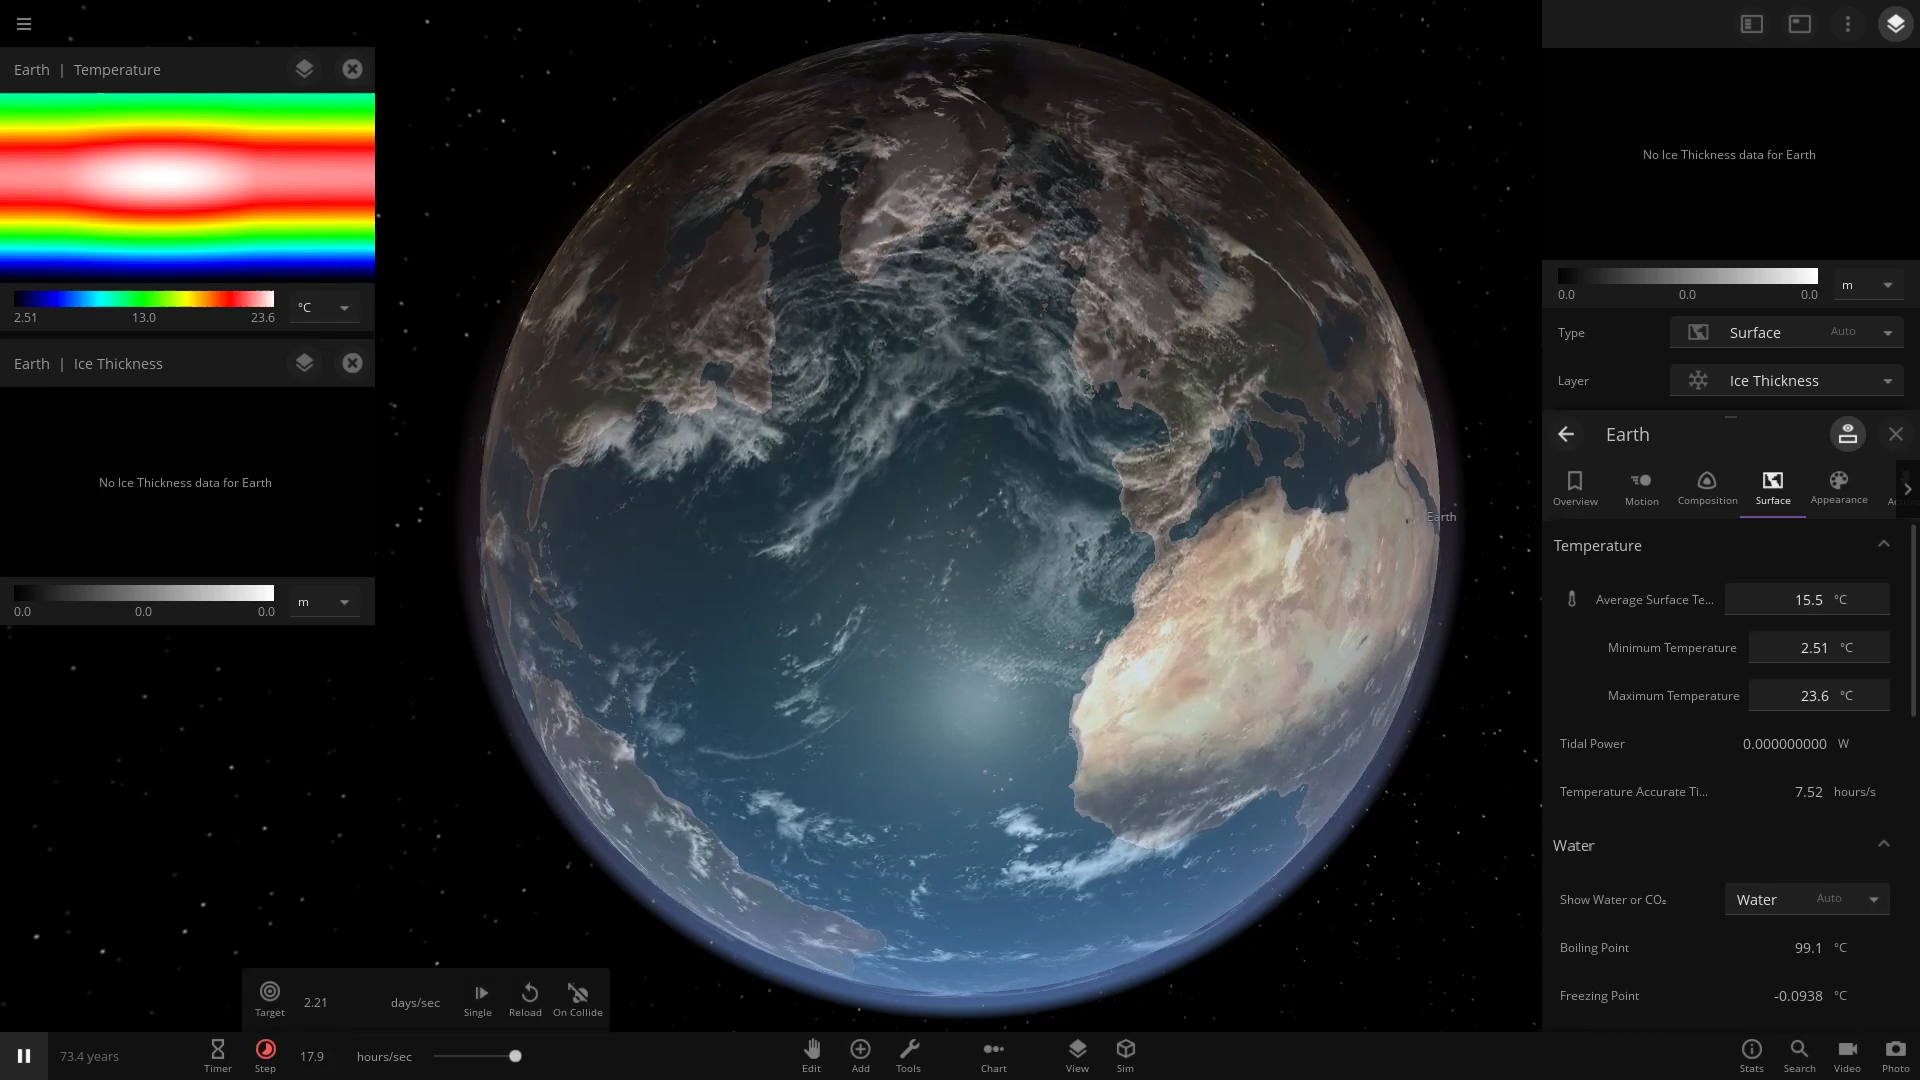 Earth | Temperature
2.51 13.0 23.6 °C
Earth | Ice Thickness
No Ice Thickness data for Earth
0.0 0.0 0.0 m
Earth
No Ice Thickness data for Earth
0.0 0.0 0.0 m
Type Surface Auto
Layer Ice Thickness
Earth
Overview Motion Composition Surface Appearance
Temperature
Average Surface Te... 15.5 °C
Minimum Temperature 2.51 °C
Maximum Temperature 23.6 °C
Tidal Power 0.000000000 W
Temperature Accurate Ti... 7.52 hours/s
Water
Show Water or CO₂ Water Auto
Boiling Point 99.1 °C
Freezing Point -0.0938 °C
Target 2.21 days/sec Single Reload On Collide
73.4 years Timer Step 17.9 hours/sec Edit Add Tools Chart View Sim Stats Search Video Photo